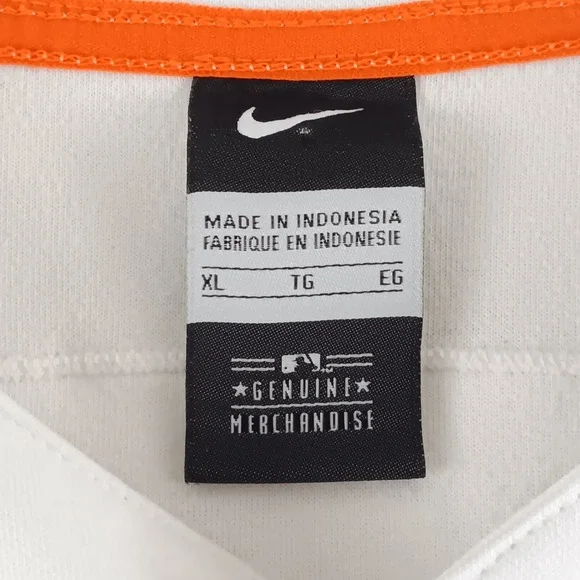 MADE IN INDONESIA
FABRIQUE EN INDONESIE
XL TG EG
GENUINE
MERCHANDISE